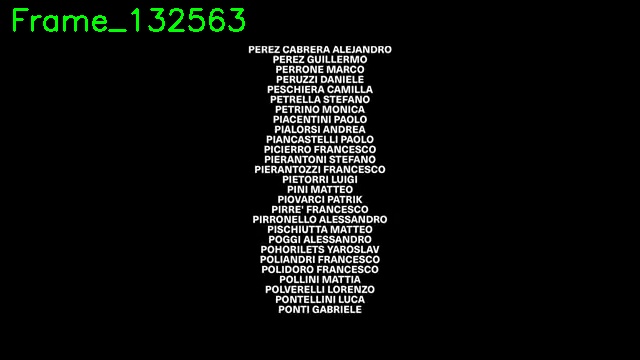 Frame_132563
PEREZ CABRERA ALEJANDRO
PEREZ GUILLERMO
PERRONE MARCO
PERUZZI DANIELE
PESCHIERA CAMILLA
PETRELLA STEFANO
PETRINO MONICA
PIACENTINI PAOLO
PIALORSI ANDREA
PIANCASTELLI PAOLO
PICIERRO FRANCESCO
PIERANTONI STEFANO
PIERANTOZZI FRANCESCO
PIETORRI LUIGI
PINI MATTEO
PIOVARCI PATRIK
PIRRE' FRANCESCO
PIRRONELLO ALESSANDRO
PISCHIUTTA MATTEO
POGGI ALESSANDRO
POHORILETS YAROSLAV
POLIANDRI FRANCESCO
POLIDORO FRANCESCO
POLLINI MATTIA
POLVERELLI LORENZO
PONTELLINI LUCA
PONTI GABRIELE